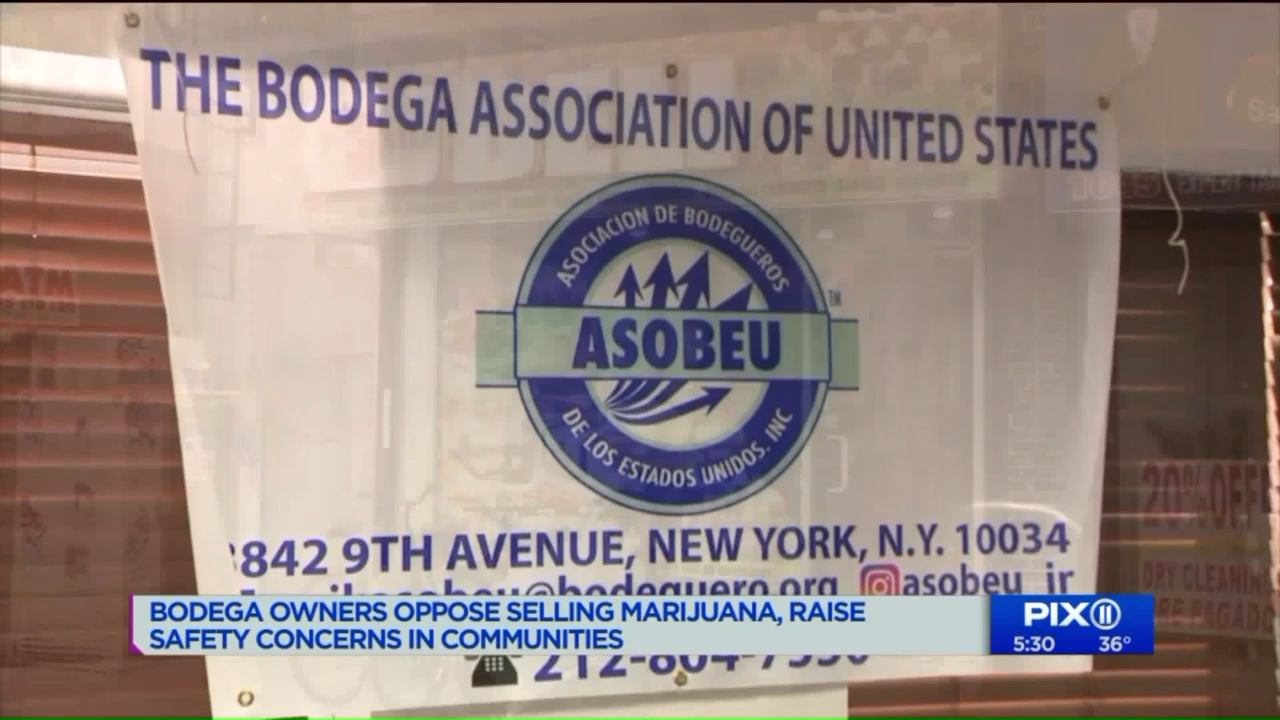 THE BODEGA ASSOCIATION OF UNITED STATES
ASOCIACION DE BODEGUEROS
TM
ASOBEU
DE LOS ESTADOS UNIDOS. INC
3842 9TH AVENUE, NEW YORK, N.Y. 10034
asobeu_jr
BODEGA OWNERS OPPOSE SELLING MARIJUANA, RAISE
SAFETY CONCERNS IN COMMUNITIES
PIX11
5:30 36°
ATM
20% OFF
DRY CLEANING